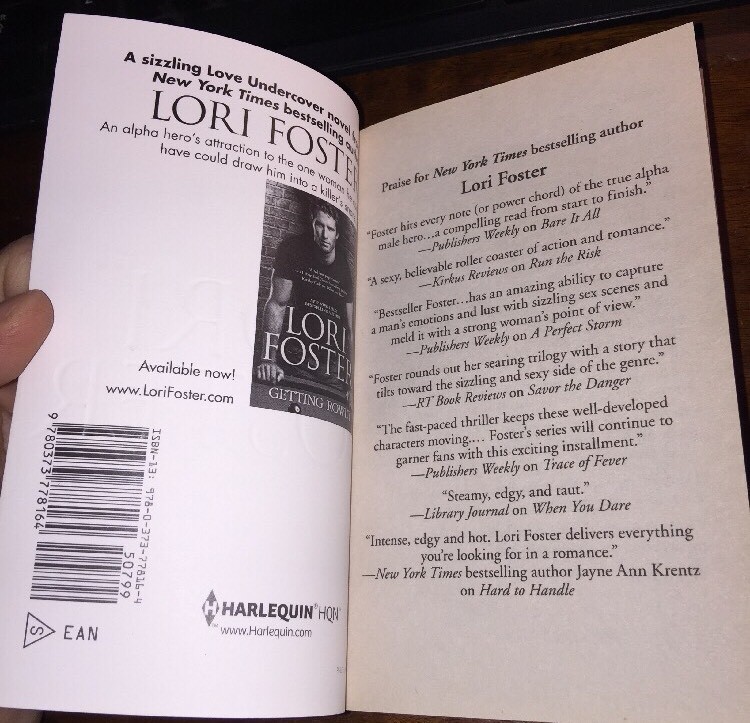 A sizzling Love Undercover novel
New York Times bestselling
LORI FOSTE
An alpha hero's attraction to the one woman he
have could draw him into a killer's
LORI
FOSTE
GETTING ROW
Available now!
www.LoriFoster.com
ISBN-13: 978-0-373-77816-4
9 780373 778164
50799
S EAN
HARLEQUIN® HQN™
www.Harlequin.com
Praise for New York Times bestselling author
Lori Foster
“Foster hits every note (or power chord) of the true alpha
male hero…a compelling read from start to finish.”
—Publishers Weekly on Bare It All
“A sexy, believable roller coaster of action and romance.”
—Kirkus Reviews on Run the Risk
“Bestseller Foster…has an amazing ability to capture
a man's emotions and lust with sizzling sex scenes and
meld it with a strong woman's point of view.”
—Publishers Weekly on A Perfect Storm
“Foster rounds out her searing trilogy with a story that
tilts toward the sizzling and sexy side of the genre.”
—RT Book Reviews on Savor the Danger
“The fast-paced thriller keeps these well-developed
characters moving.… Foster's series will continue to
garner fans with this exciting installment.”
—Publishers Weekly on Trace of Fever
“Steamy, edgy, and taut.”
—Library Journal on When You Dare
“Intense, edgy and hot. Lori Foster delivers everything
you're looking for in a romance.”
—New York Times bestselling author Jayne Ann Krentz
on Hard to Handle